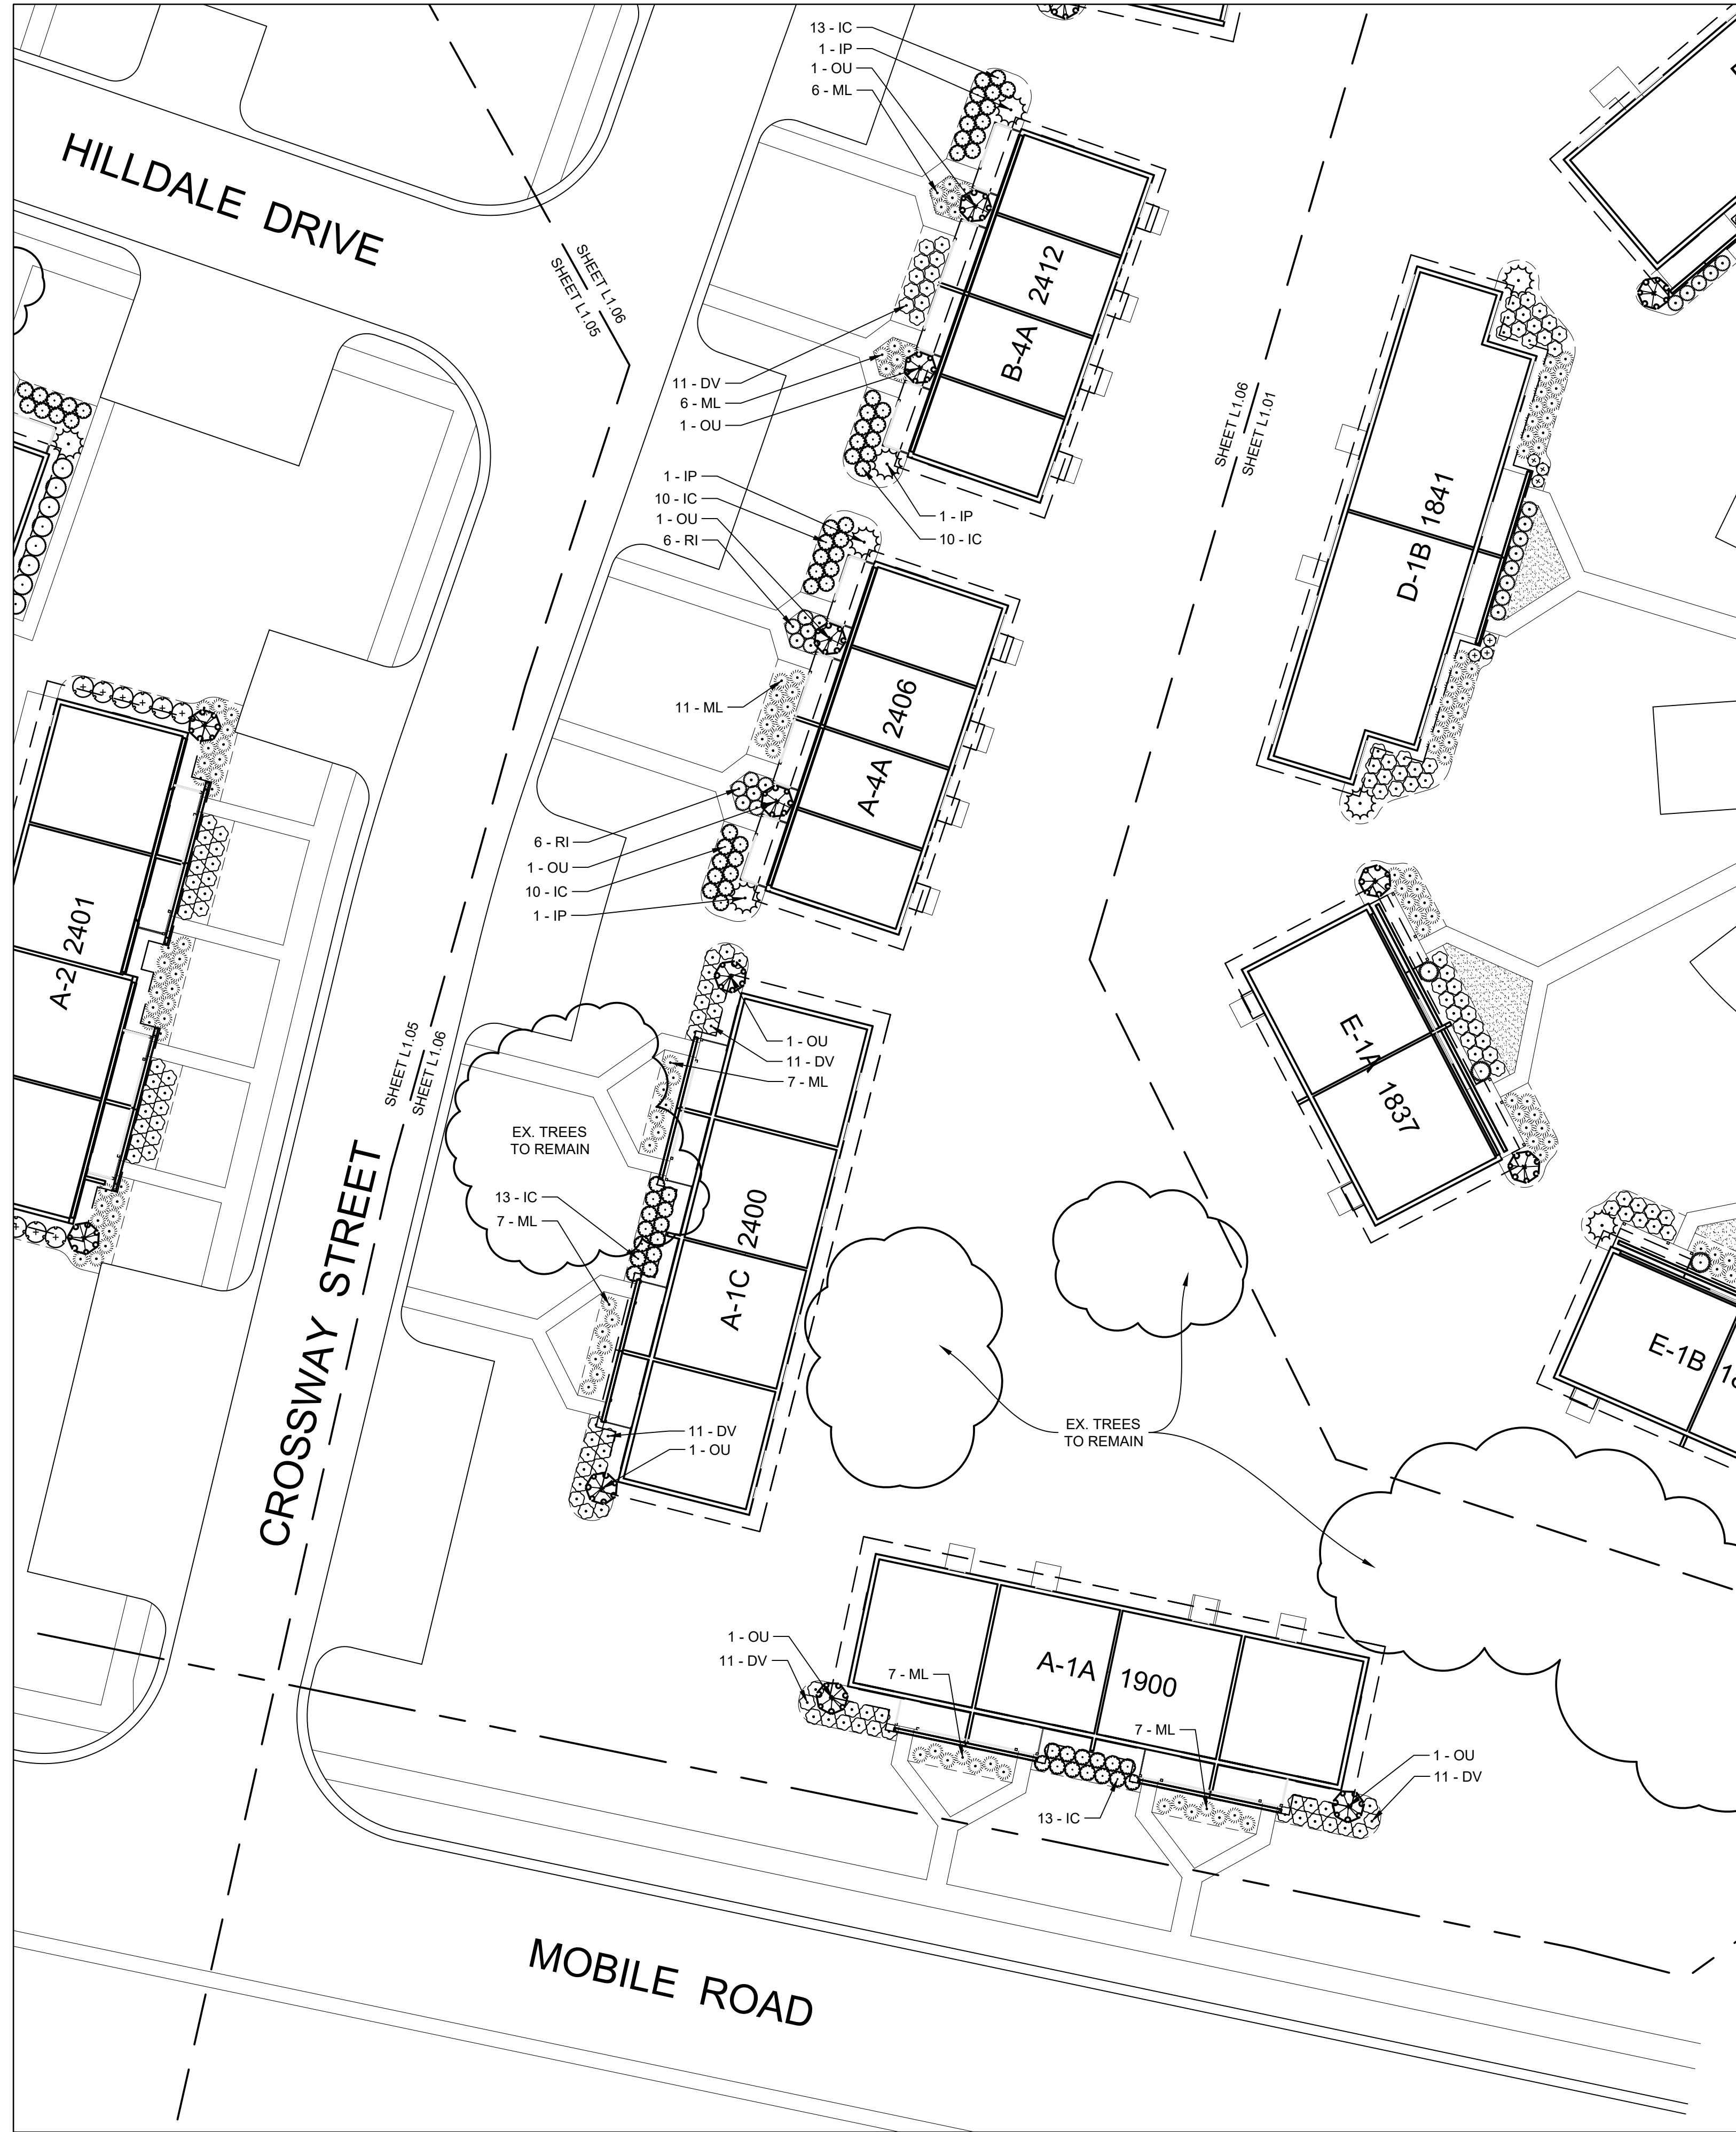 13 - IC
1 - IP
1 - OU
6 - ML
HILLDALE DRIVE
SHEET L1.06
SHEET L1.05
2412
B-4A
11 - DV
6 - ML
1 - OU
1 - IP
10 - IC
1 - IP
10 - IC
1 - OU
6 - RI
SHEET L1.06
SHEET L1.01
1841
D-1B
11 - ML
2406
A-4A
6 - RI
1 - OU
10 - IC
1 - IP
2401
A-2
SHEET L1.05
SHEET L1.06
1 - OU
11 - DV
7 - ML
EX. TREES
TO REMAIN
E-1A
1837
13 - IC
7 - ML
2400
A-1C
CROSSWAY STREET
E-1B
11 - DV
1 - OU
EX. TREES
TO REMAIN
1 - OU
11 - DV
7 - ML
A-1A 1900
7 - ML
1 - OU
11 - DV
13 - IC
MOBILE ROAD